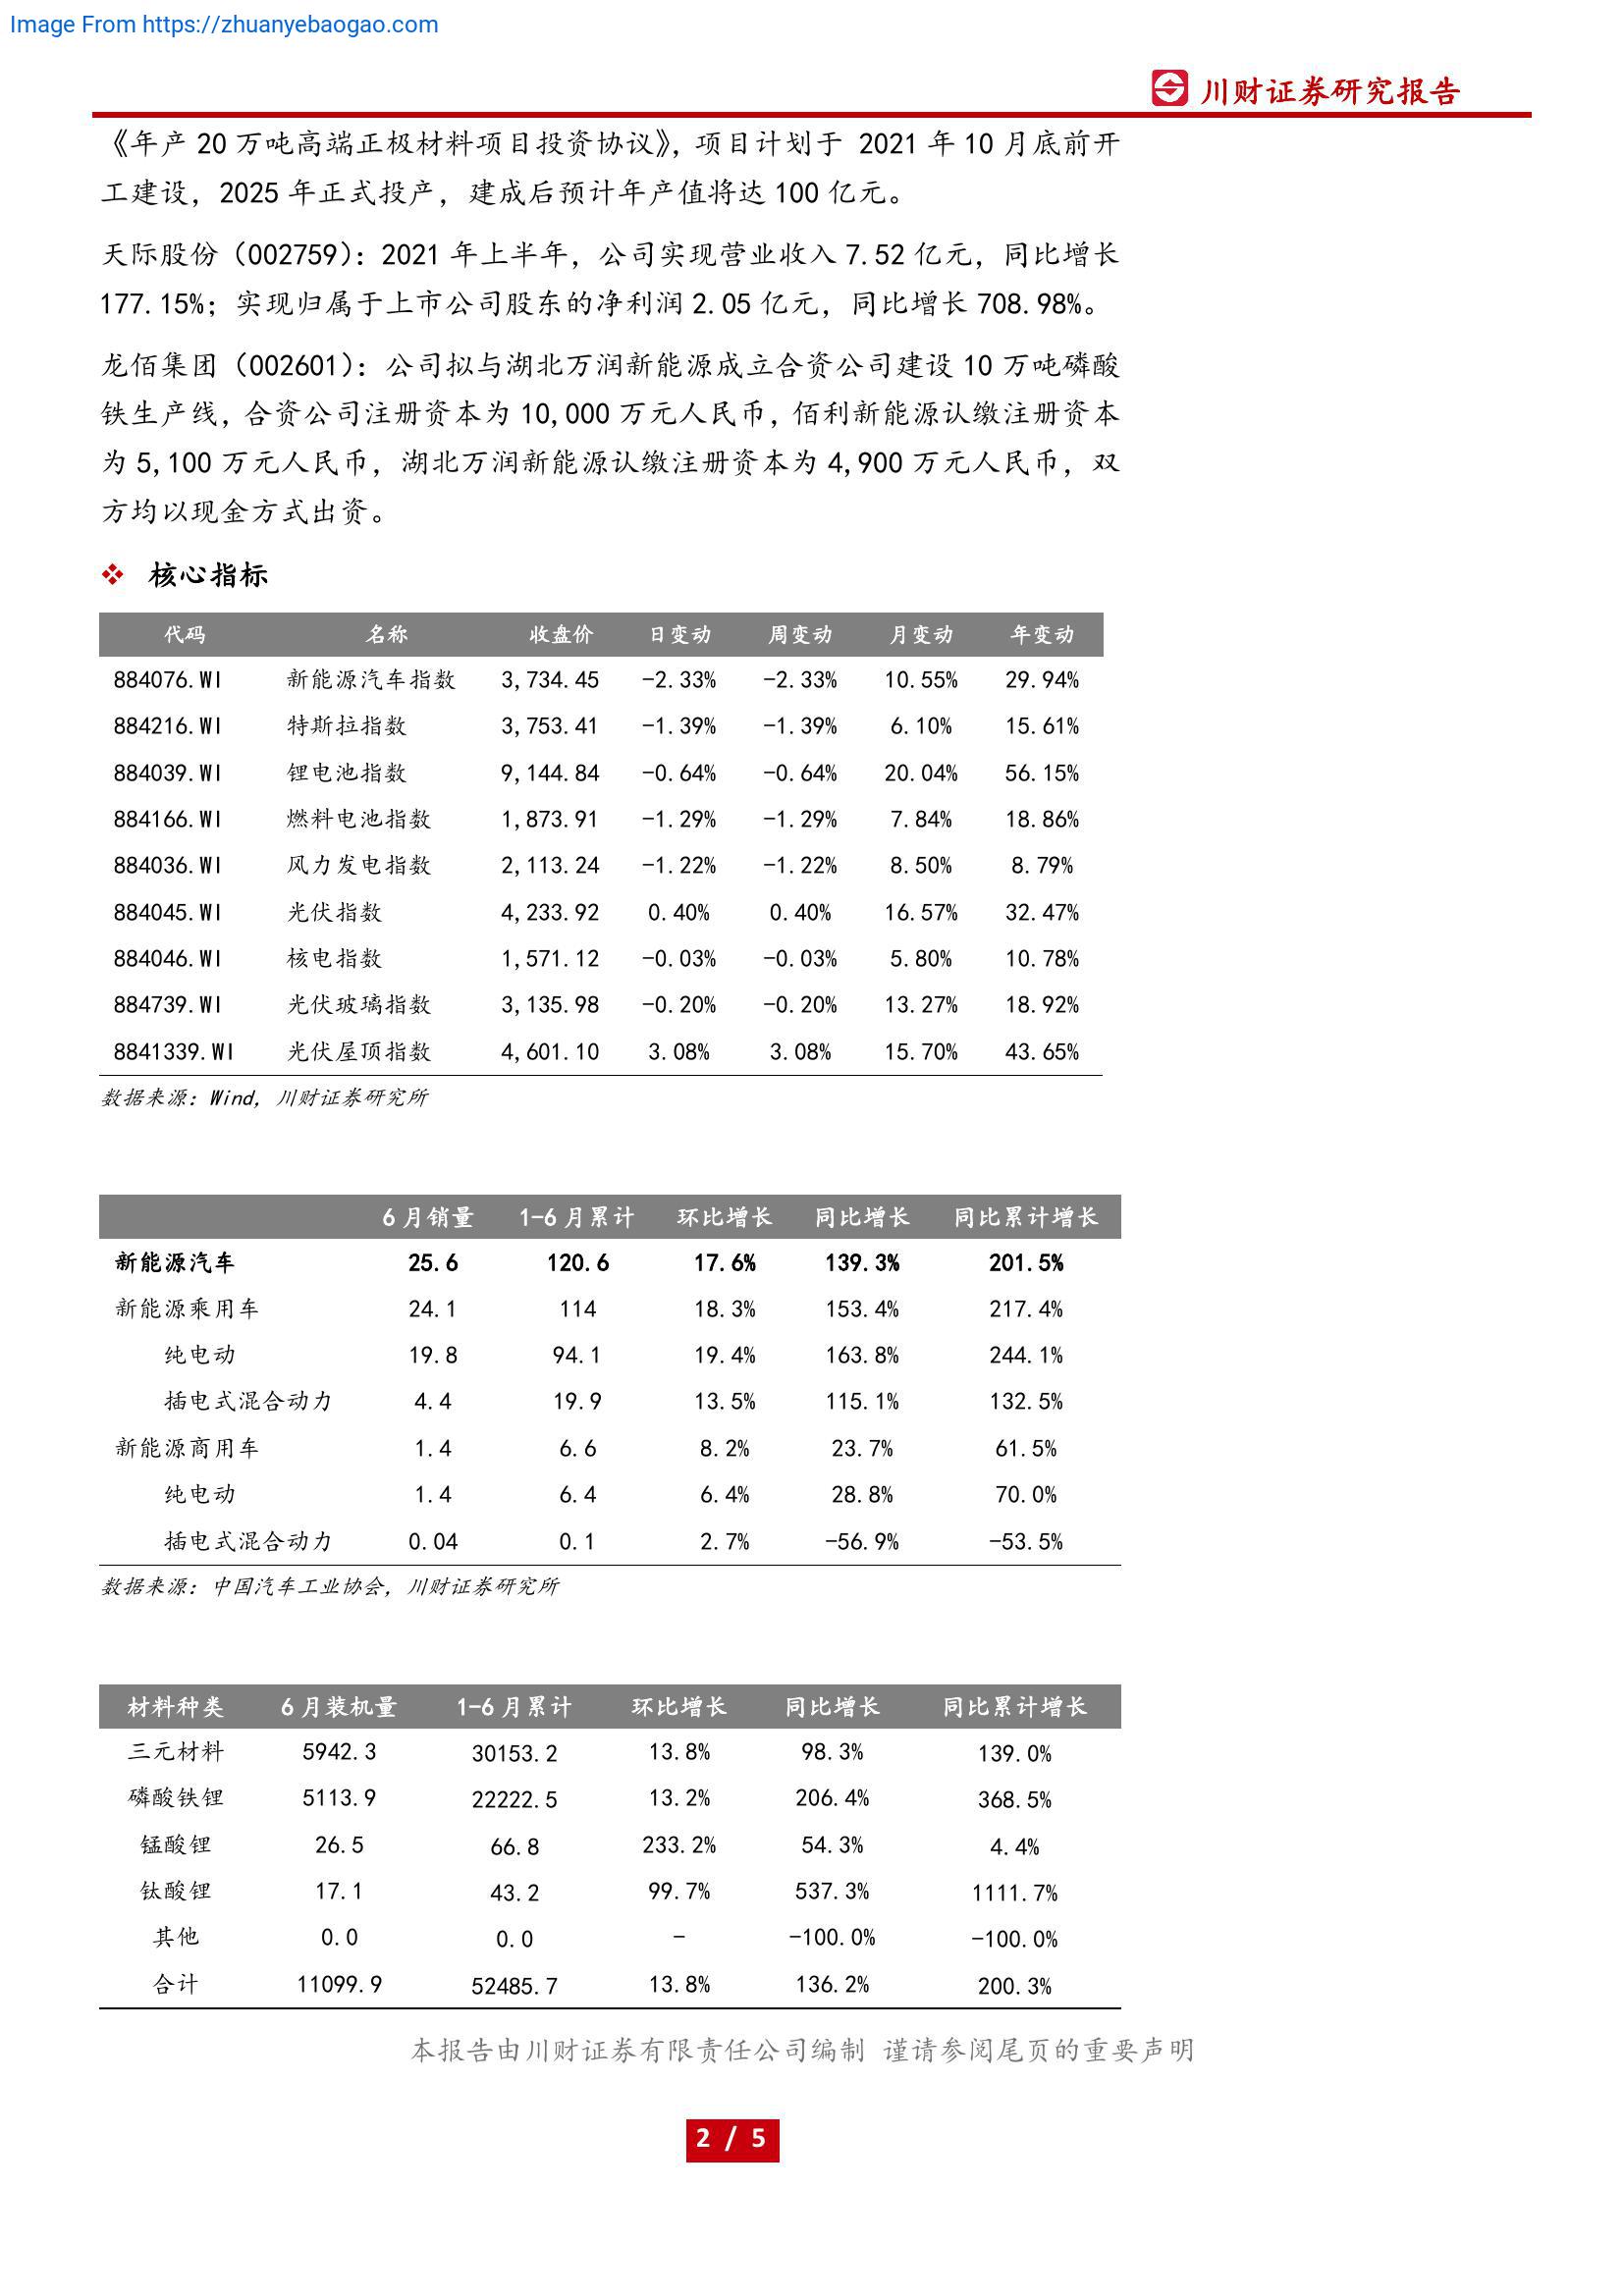 Image From https://zhuanyebaogao.com
川财证券研究报告
《年产 20 万吨高端正极材料项目投资协议》，项目计划于 2021 年 10 月底前开
工建设，2025 年正式投产，建成后预计年产值将达 100 亿元。
天际股份（002759）：2021 年上半年，公司实现营业收入 7.52 亿元，同比增长
177.15%；实现归属于上市公司股东的净利润 2.05 亿元，同比增长 708.98%。
龙佰集团（002601）：公司拟与湖北万润新能源成立合资公司建设 10 万吨磷酸
铁生产线，合资公司注册资本为 10,000 万元人民币，佰利新能源认缴注册资本
为 5,100 万元人民币，湖北万润新能源认缴注册资本为 4,900 万元人民币，双
方均以现金方式出资。
❖ 核心指标
代码 名称 收盘价 日变动 周变动 月变动 年变动
884076.WI 新能源汽车指数 3,734.45 -2.33% -2.33% 10.55% 29.94%
884216.WI 特斯拉指数 3,753.41 -1.39% -1.39% 6.10% 15.61%
884039.WI 锂电池指数 9,144.84 -0.64% -0.64% 20.04% 56.15%
884166.WI 燃料电池指数 1,873.91 -1.29% -1.29% 7.84% 18.86%
884036.WI 风力发电指数 2,113.24 -1.22% -1.22% 8.50% 8.79%
884045.WI 光伏指数 4,233.92 0.40% 0.40% 16.57% 32.47%
884046.WI 核电指数 1,571.12 -0.03% -0.03% 5.80% 10.78%
884739.WI 光伏玻璃指数 3,135.98 -0.20% -0.20% 13.27% 18.92%
8841339.WI 光伏屋顶指数 4,601.10 3.08% 3.08% 15.70% 43.65%
数据来源：Wind，川财证券研究所
6 月销量 1-6 月累计 环比增长 同比增长 同比累计增长
新能源汽车 25.6 120.6 17.6% 139.3% 201.5%
新能源乘用车 24.1 114 18.3% 153.4% 217.4%
纯电动 19.8 94.1 19.4% 163.8% 244.1%
插电式混合动力 4.4 19.9 13.5% 115.1% 132.5%
新能源商用车 1.4 6.6 8.2% 23.7% 61.5%
纯电动 1.4 6.4 6.4% 28.8% 70.0%
插电式混合动力 0.04 0.1 2.7% -56.9% -53.5%
数据来源：中国汽车工业协会，川财证券研究所
材料种类 6 月装机量 1-6 月累计 环比增长 同比增长 同比累计增长
三元材料 5942.3 30153.2 13.8% 98.3% 139.0%
磷酸铁锂 5113.9 22222.5 13.2% 206.4% 368.5%
锰酸锂 26.5 66.8 233.2% 54.3% 4.4%
钛酸锂 17.1 43.2 99.7% 537.3% 1111.7%
其他 0.0 0.0 - -100.0% -100.0%
合计 11099.9 52485.7 13.8% 136.2% 200.3%
本报告由川财证券有限责任公司编制 谨请参阅尾页的重要声明
2 / 5